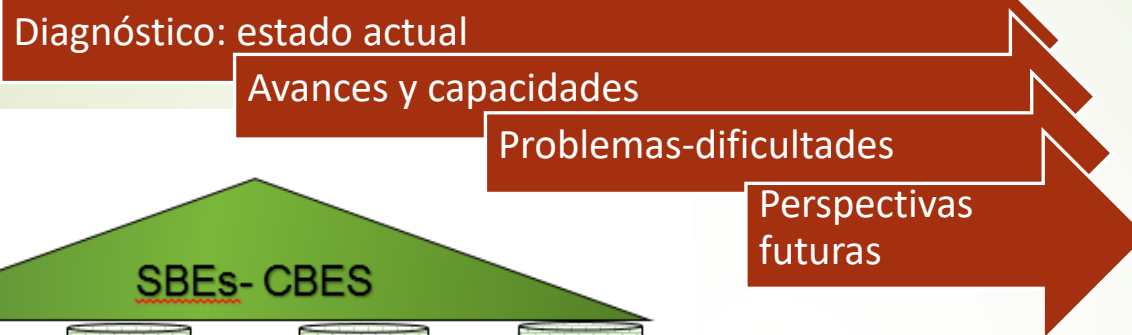 Diagnóstico: estado actual
Avances y capacidades
Problemas-dificultades
Perspectivas
futuras
SBEs- CBES